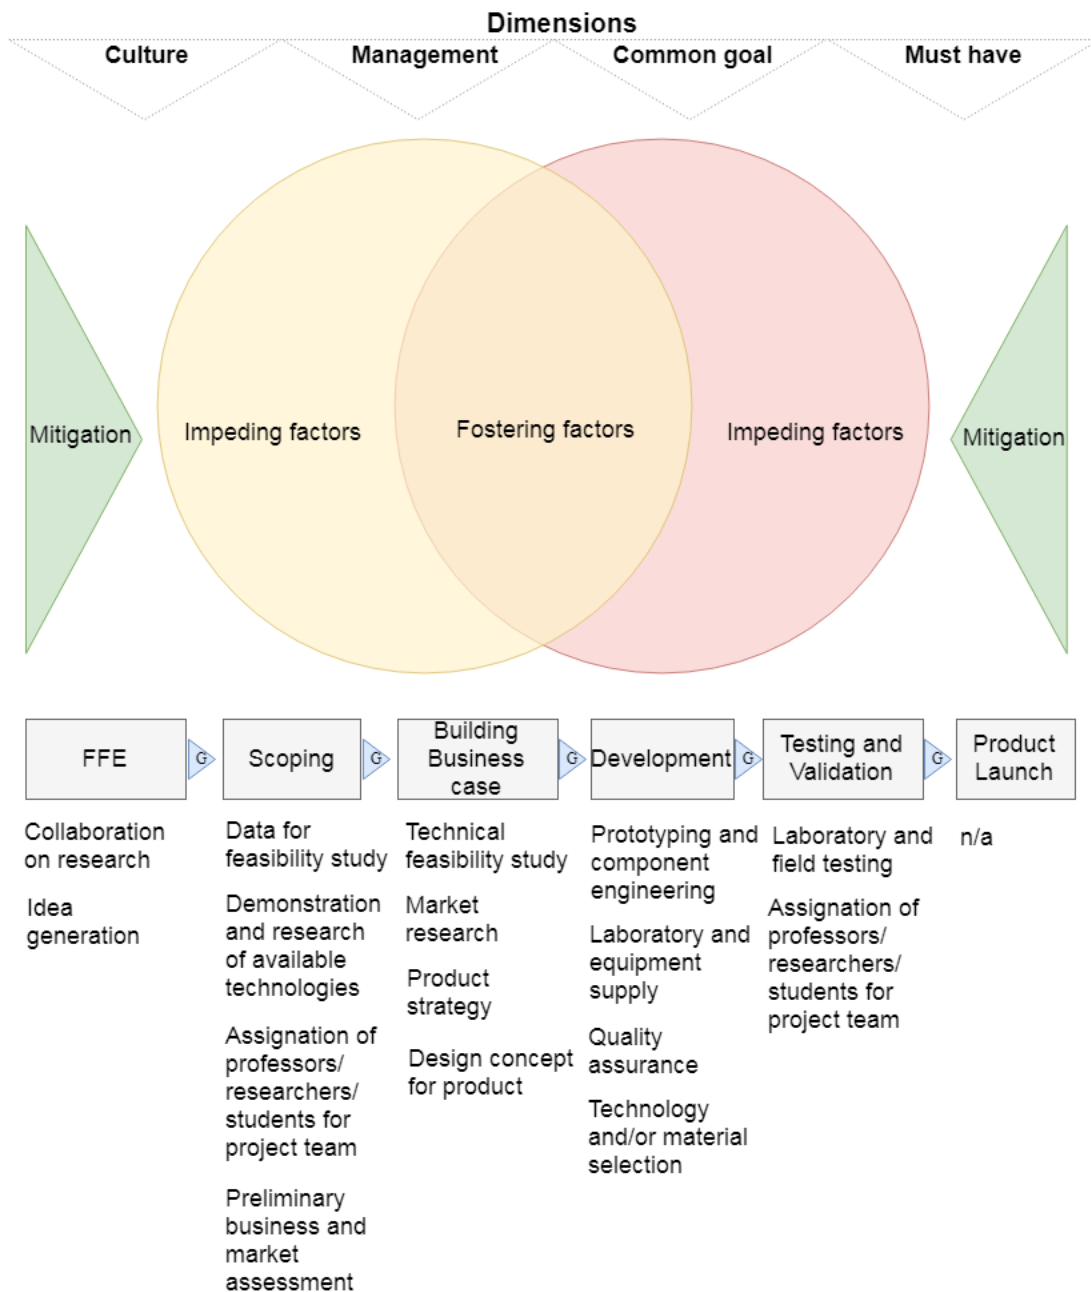 Dimensions
Culture
Management
Common goal
Must have
Mitigation
Impeding factors
Fostering factors
Impeding factors
Mitigation
FFE
G
Scoping
G
Building
Business
case
G
Development
G
Testing and
Validation
G
Product
Launch
Collaboration
on research
Idea
generation
Data for
feasibility study
Demonstration
and research
of available
technologies
Assignation of
professors/
researchers/
students for
project team
Preliminary
business and
market
assessment
Technical
feasibility study
Market
research
Product
strategy
Design concept
for product
Prototyping and
component
engineering
Laboratory and
equipment
supply
Quality
assurance
Technology
and/or material
selection
Laboratory and
field testing
Assignation of
professors/
researchers/
students for
project team
n/a